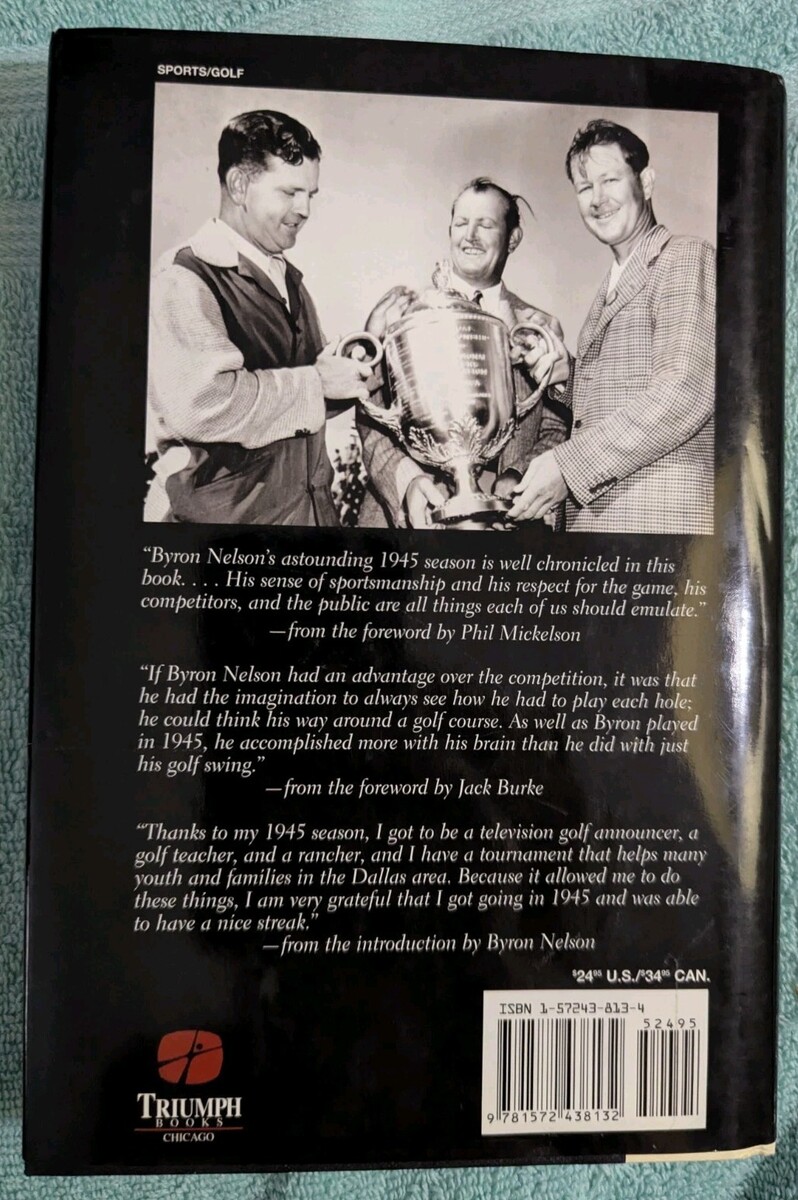 SPORTS/GOLF
“Byron Nelson’s astounding 1945 season is well chronicled in this
book. . . . His sense of sportsmanship and his respect for the game, his
competitors, and the public are all things each of us should emulate.”
—from the foreword by Phil Mickelson
“If Byron Nelson had an advantage over the competition, it was that
he had the imagination to always see how he had to play each hole;
he could think his way around a golf course. As well as Byron played
in 1945, he accomplished more with his brain than he did with just
his golf swing.”
—from the foreword by Jack Burke
“Thanks to my 1945 season, I got to be a television golf announcer, a
golf teacher, and a rancher, and I have a tournament that helps many
youth and families in the Dallas area. Because it allowed me to do
these things, I am very grateful that I got going in 1945 and was able
to have a nice streak.”
—from the introduction by Byron Nelson
$2495 U.S./$3495 CAN.
ISBN 1-57243-813-4
52495
9 781572 438132
TRIUMPH
BOOKS
CHICAGO